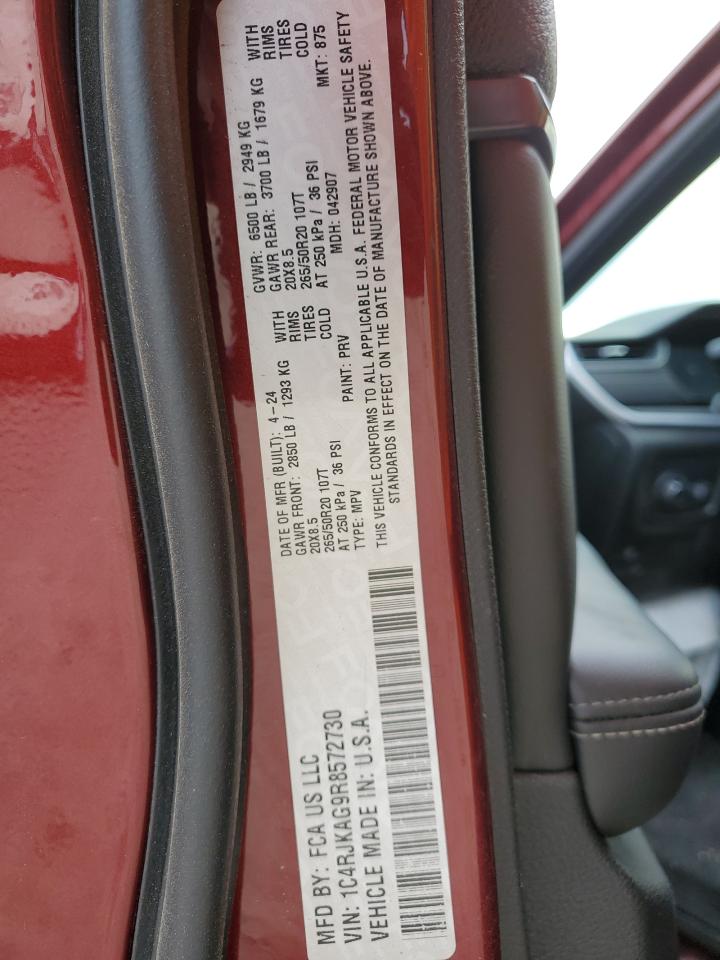 MFD BY: FCA US LLC
DATE OF MFR (BUILT): 4-24 GVWR: 6500 LB / 2949 KG
GAWR FRONT: 2850 LB / 1293 KG WITH GAWR REAR: 3700 LB / 1679 KG WITH
20X8.5 RIMS 20X8.5 RIMS
265/50R20 107T TIRES 265/50R20 107T TIRES
AT 250 kPa / 36 PSI COLD AT 250 kPa / 36 PSI COLD
VIN: 1C4RJKAG9R8572730 TYPE: MPV PAINT: PRV MDH: 042907 MKT: 875
VEHICLE MADE IN: U.S.A.
THIS VEHICLE CONFORMS TO ALL APPLICABLE U.S.A. FEDERAL MOTOR VEHICLE SAFETY
STANDARDS IN EFFECT ON THE DATE OF MANUFACTURE SHOWN ABOVE.